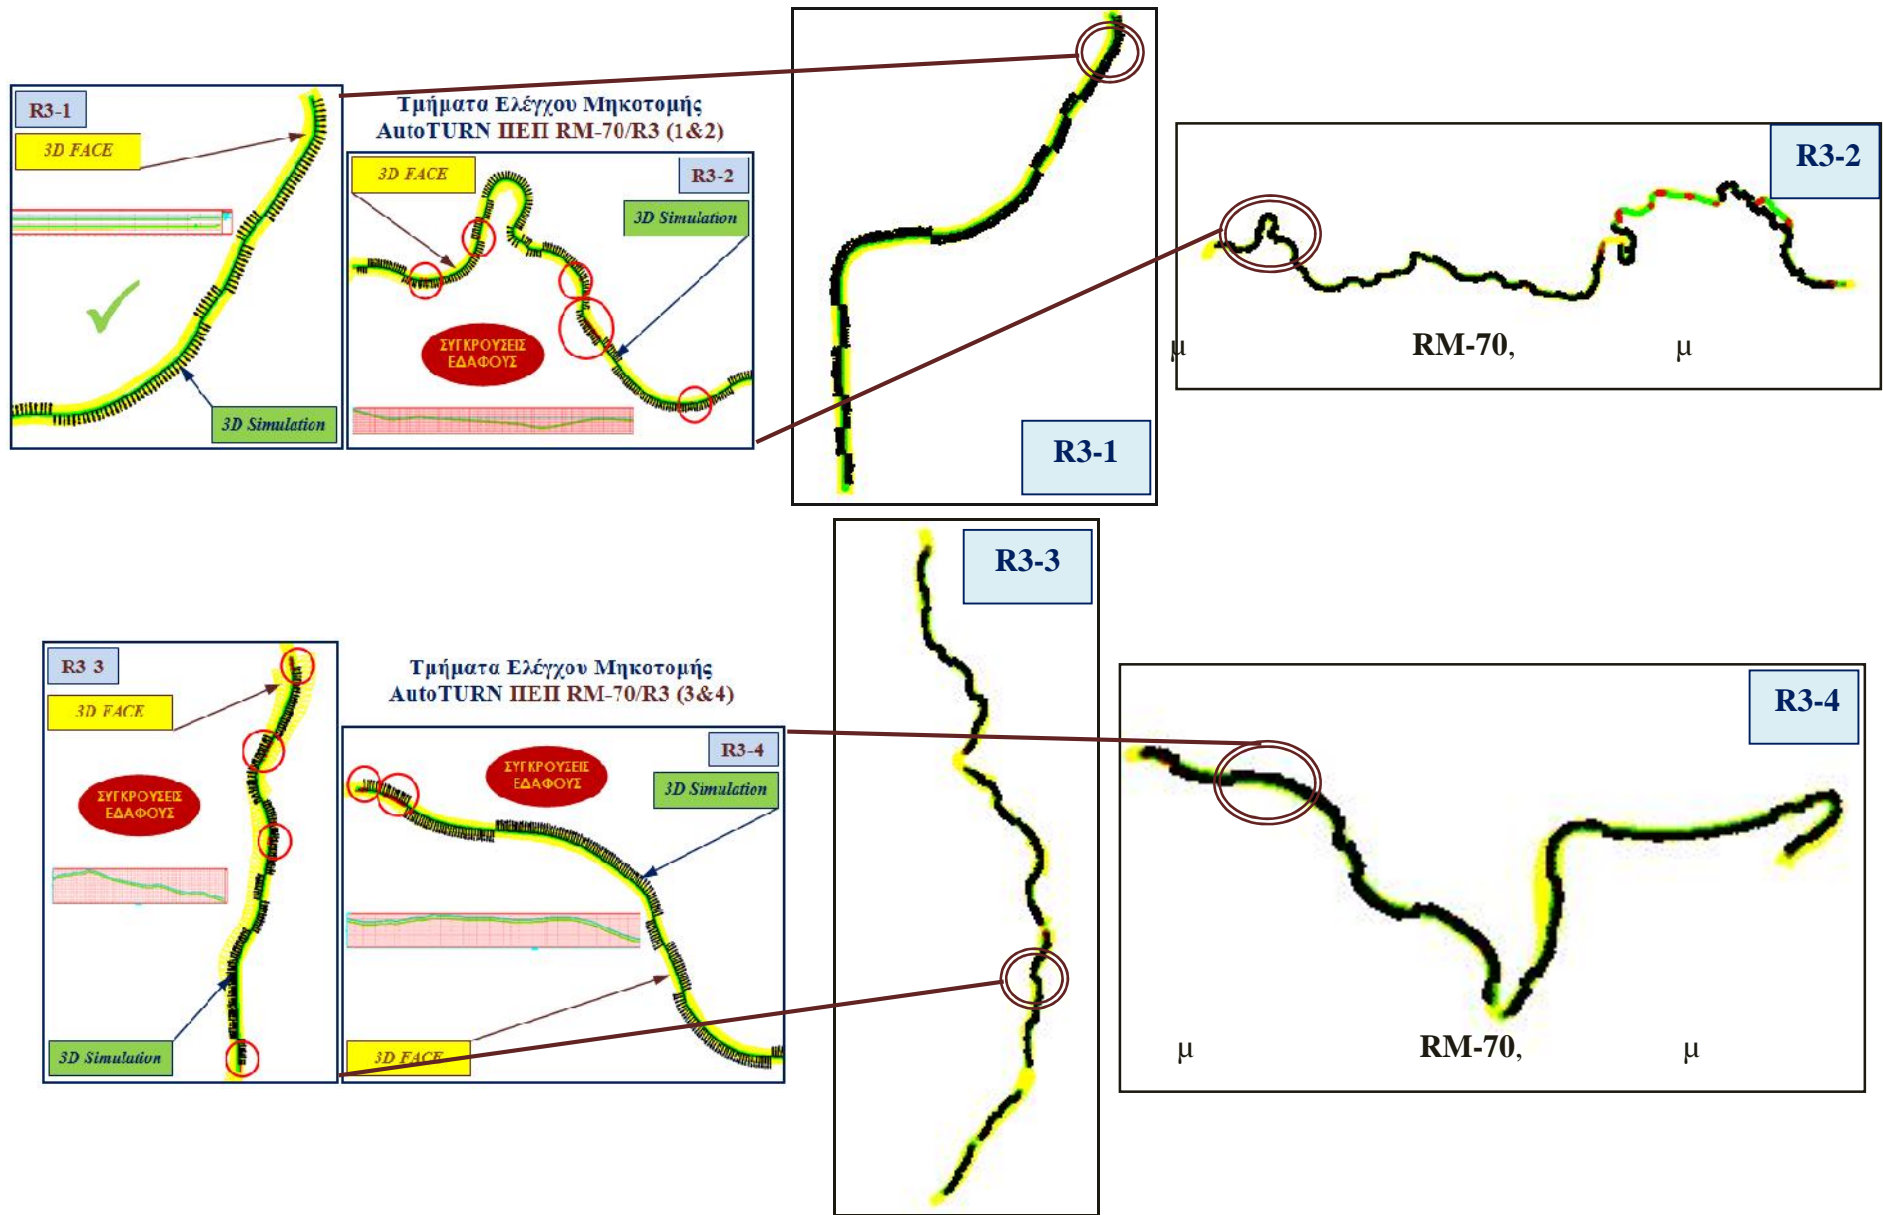 R3-1
3D FACE
3D Simulation
Τμήματα Ελέγχου Μηκοτομής
AutoTURN ΠΕΠ RM-70/R3 (1&2)
3D FACE
R3-2
3D Simulation
ΣΥΓΚΡΟΥΣΕΙΣ
ΕΔΑΦΟΥΣ
R3-1
R3-2
μ RM-70, μ
R3 3
3D FACE
ΣΥΓΚΡΟΥΣΕΙΣ
ΕΔΑΦΟΥΣ
3D Simulation
Τμήματα Ελέγχου Μηκοτομής
AutoTURN ΠΕΠ RM-70/R3 (3&4)
ΣΥΓΚΡΟΥΣΕΙΣ
ΕΔΑΦΟΥΣ
R3-4
3D Simulation
3D FACE
R3-3
R3-4
μ RM-70, μ